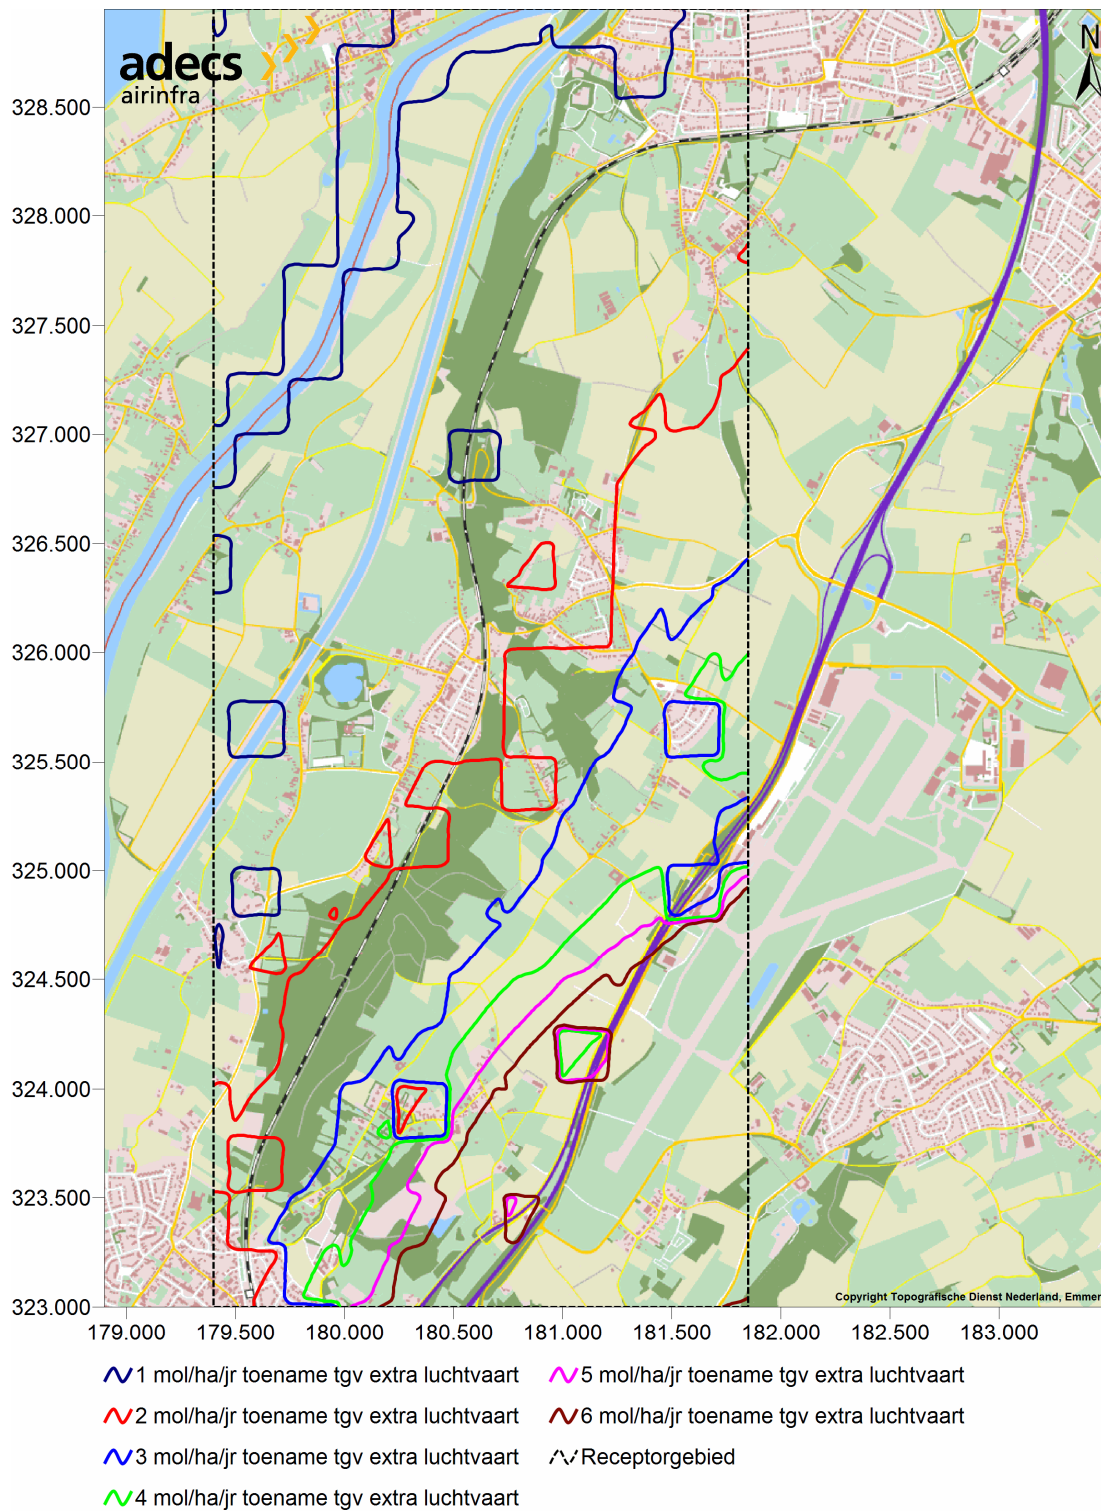 adecs
airinfra
N
328.500
328.000
327.500
327.000
326.500
326.000
325.500
325.000
324.500
324.000
323.500
323.000
Copyright Topografische Dienst Nederland, Emmer
179.000 179.500 180.000 180.500 181.000 181.500 182.000 182.500 183.000
1 mol/ha/jr toename tgv extra luchtvaart
2 mol/ha/jr toename tgv extra luchtvaart
3 mol/ha/jr toename tgv extra luchtvaart
4 mol/ha/jr toename tgv extra luchtvaart
5 mol/ha/jr toename tgv extra luchtvaart
6 mol/ha/jr toename tgv extra luchtvaart
Receptorgebied